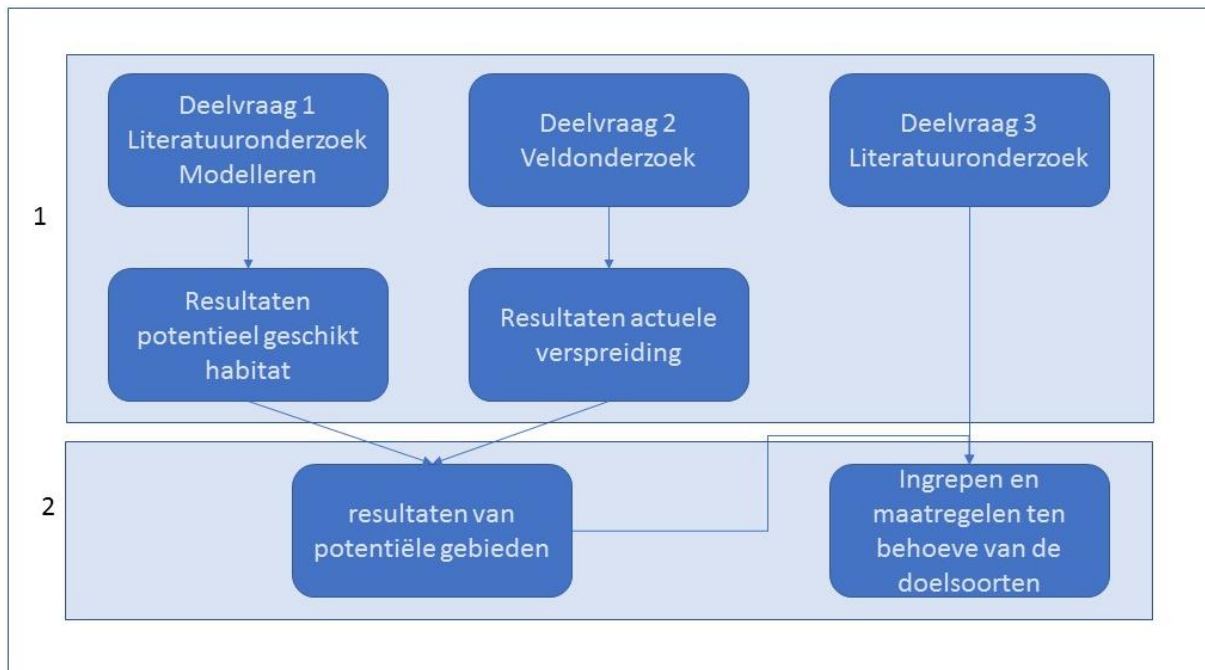 1
Deelvraag 1
Literatuuronderzoek
Modelleren
Deelvraag 2
Veldonderzoek
Deelvraag 3
Literatuuronderzoek
Resultaten
potentieel geschikt
habitat
Resultaten actuele
verspreiding
2
resultaten van
potentiële gebieden
Ingrepen en
maatregelen ten
behoeve van de
doelsoorten